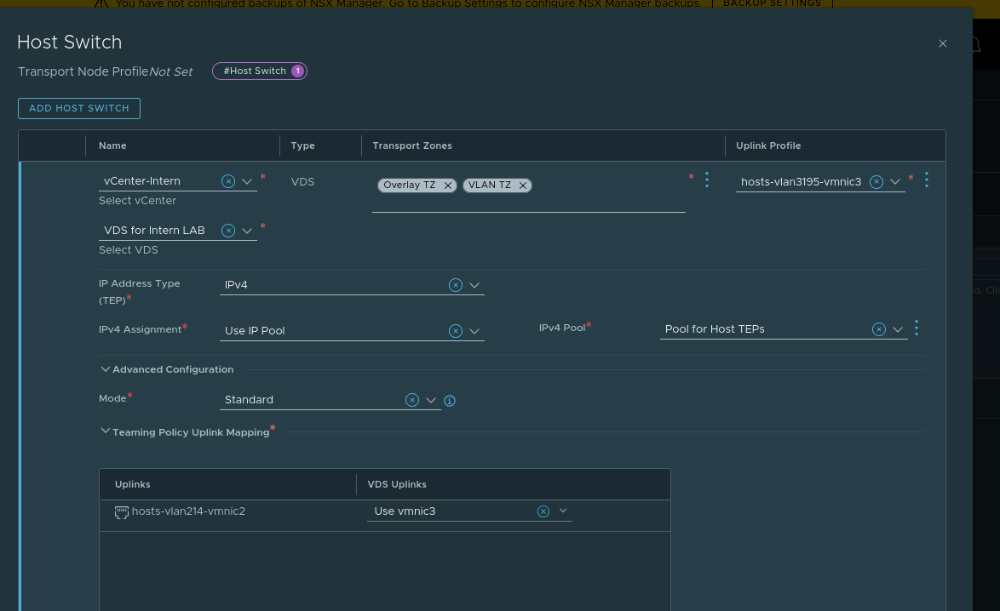 You have not configured backups of NSX Manager. Go to Backup Settings to configure NSX Manager backups. | BACKUP SETTINGS |
Host Switch
Transport Node Profile Not Set #Host Switch 1
ADD HOST SWITCH
Name Type Transport Zones Uplink Profile
vCenter-Intern * VDS Overlay TZ VLAN TZ * hosts-vlan3195-vmnic3 *
Select vCenter
VDS for Intern LAB *
Select VDS
IP Address Type IPv4
(TEP)*
IPv4 Assignment* Use IP Pool IPv4 Pool* Pool for Host TEPs
Advanced Configuration
Mode* Standard
Teaming Policy Uplink Mapping*
Uplinks VDS Uplinks
hosts-vlan214-vmnic2 Use vmnic3